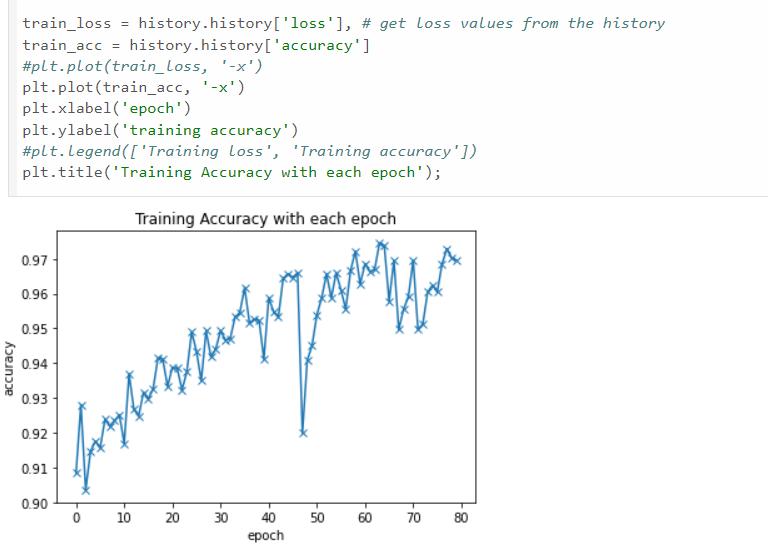 train_loss = history.history['loss'], # get loss values from the history
train_acc = history.history['accuracy']
#plt.plot(train_loss, '-x')
plt.plot(train_acc, '-x')
plt.xlabel('epoch')
plt.ylabel('training accuracy')
#plt.legend(['Training loss', 'Training accuracy'])
plt.title('Training Accuracy with each epoch');
Training Accuracy with each epoch
0.97
0.96
0.95
0.94
0.93
0.92
0.91
0.90
accuracy
0 10 20 30 40 50 60 70 80
epoch